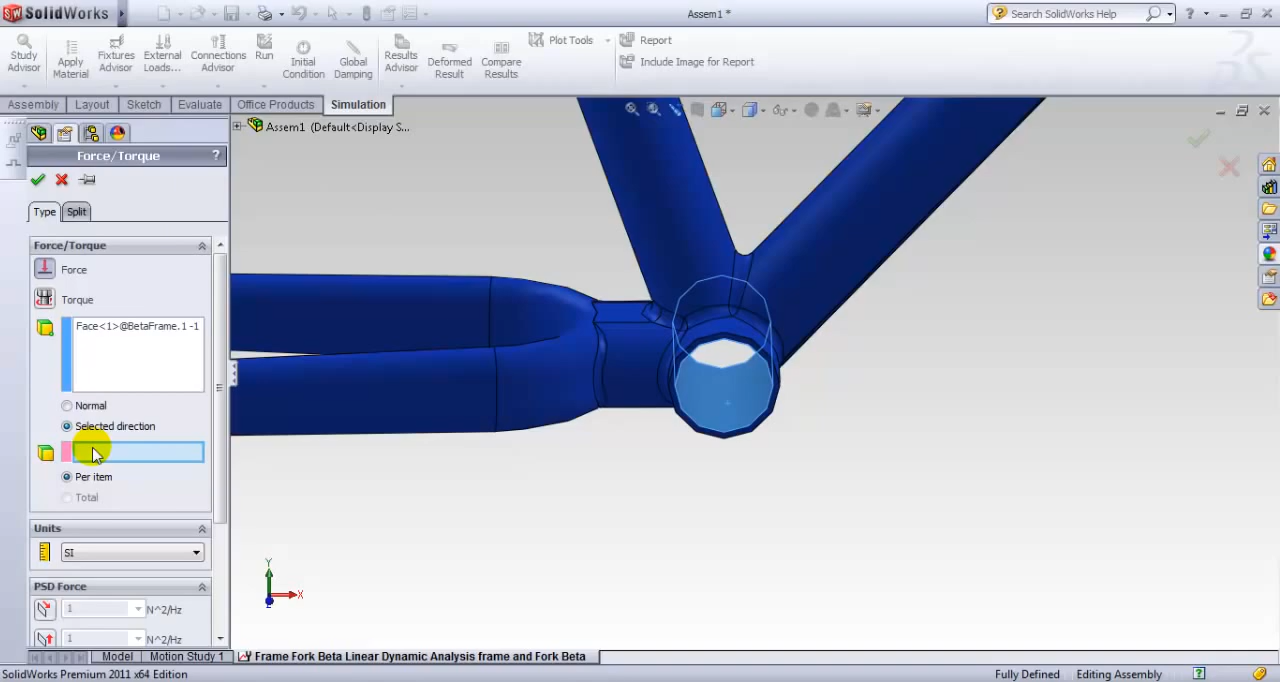 SolidWorks
Assem1 *
Search SolidWorks Help
?
Study Advisor
Apply Material
Fixtures Advisor
External Loads...
Connections Advisor
Run
Initial Condition
Global Damping
Results Advisor
Deformed Result
Compare Results
Plot Tools
Report
Include Image for Report
Assembly
Layout
Sketch
Evaluate
Office Products
Simulation
Assem1 (Default<Display S...
Force/Torque
?
Type
Split
Force/Torque
Force
Torque
Face<1>@BetaFrame.1 -1
Normal
Selected direction
Per item
Total
Units
SI
PSD Force
1
N^2/Hz
1
N^2/Hz
Y
X
Z
Model
Motion Study 1
Frame Fork Beta Linear Dynamic Analysis frame and Fork Beta
SolidWorks Premium 2011 x64 Edition
Fully Defined
Editing Assembly
?